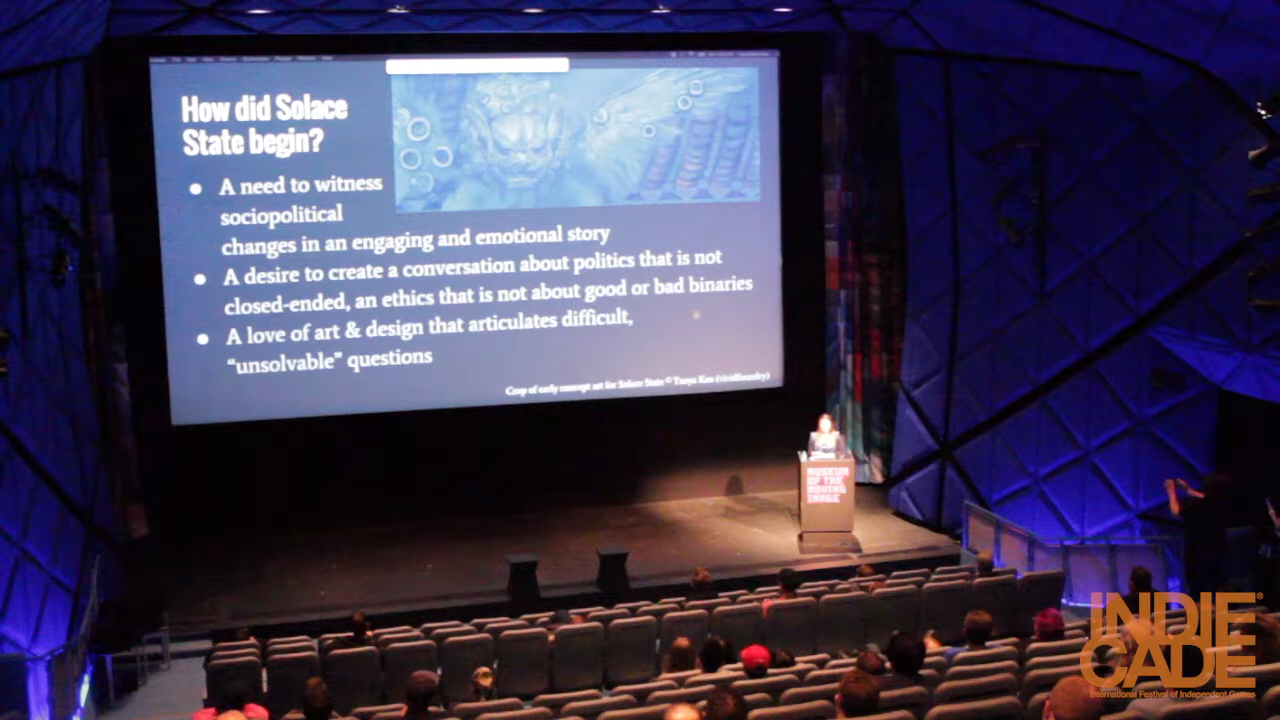 How did Solace
State begin?
● A need to witness
sociopolitical
changes in an engaging and emotional story
● A desire to create a conversation about politics that is not
closed-ended, an ethics that is not about good or bad binaries
● A love of art & design that articulates difficult,
“unsolvable” questions
Crop of early concept art for Solace State © Tanya Kan
MUSEUM
OF THE
MOVING
IMAGE
INDIE
CADE®
International Festival of Independent Games